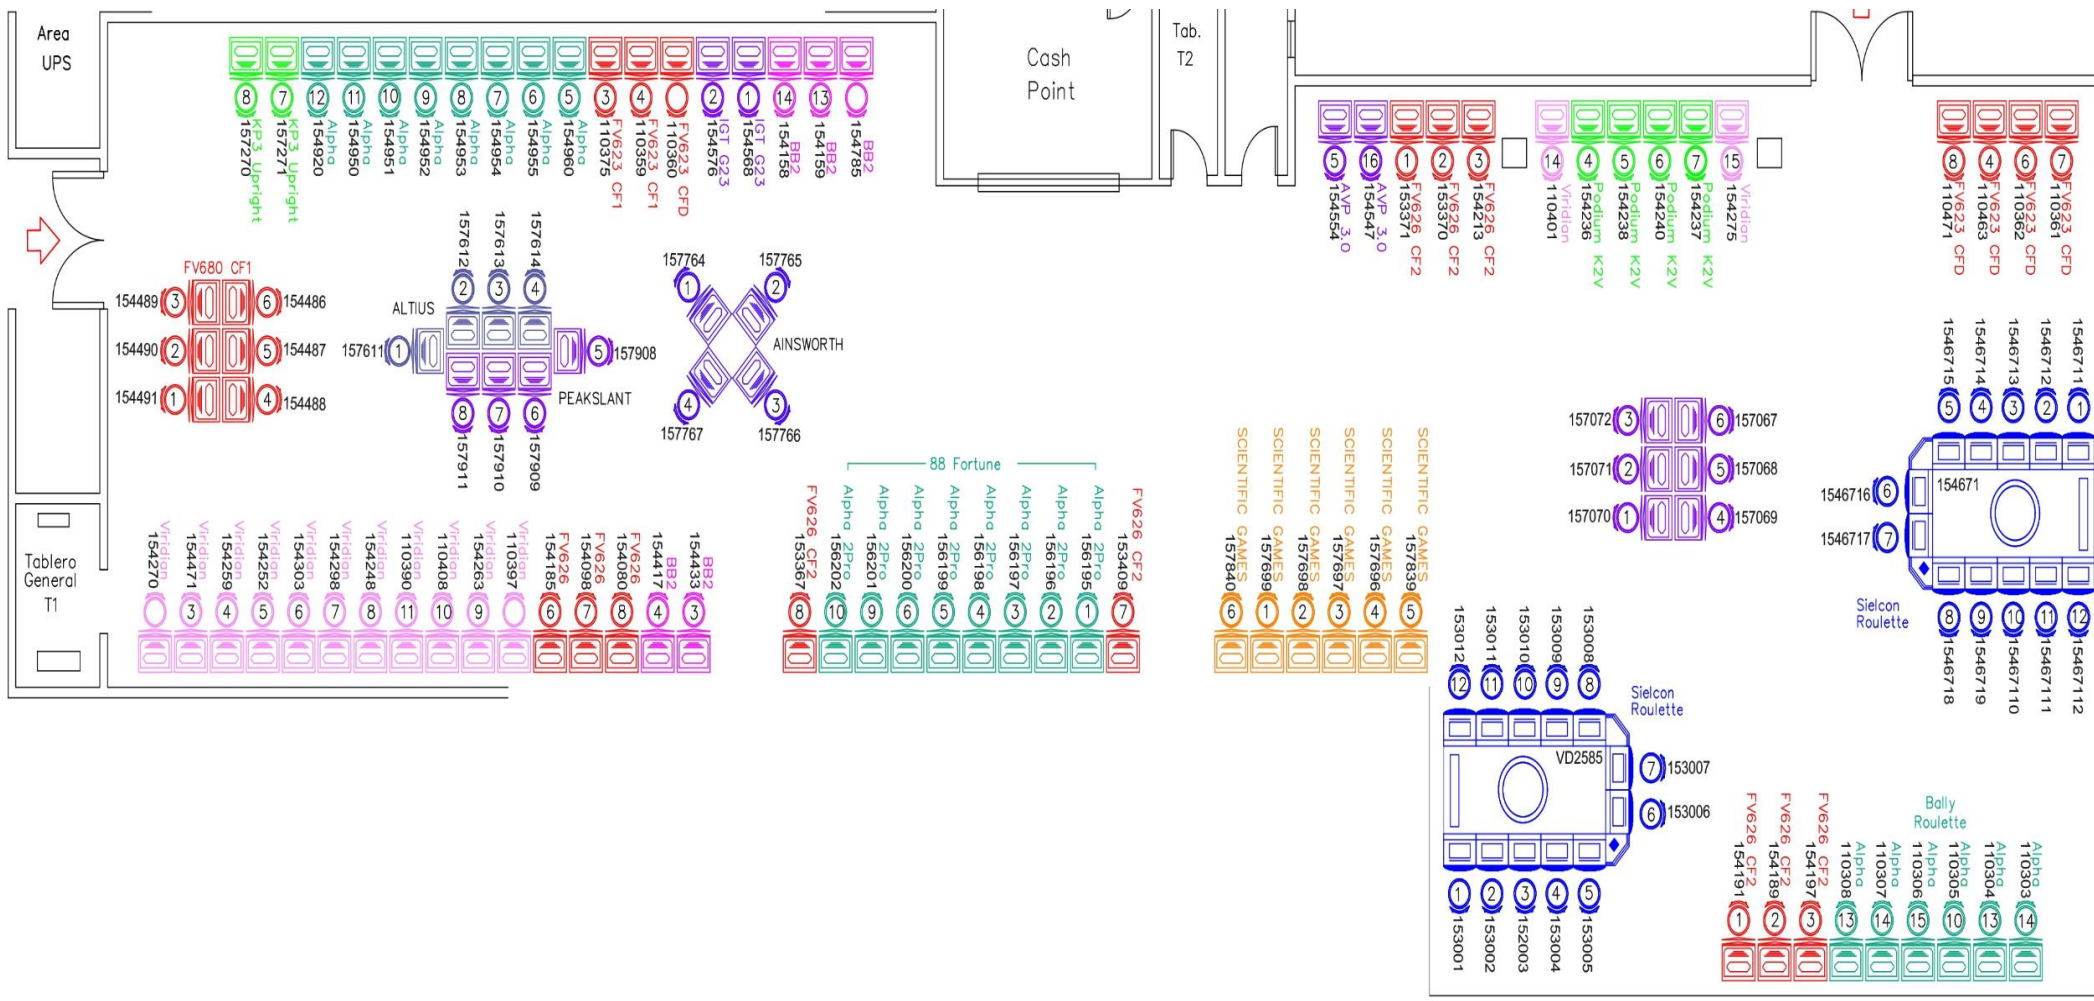 Area
UPS
Cash
Point
Tab.
T2
8
157270
KP3 Upright
7
157271
KP3 Upright
12
154920
Alpha
11
154950
Alpha
10
154951
Alpha
9
154952
Alpha
8
154953
Alpha
7
154954
Alpha
6
154955
Alpha
5
154960
Alpha
3
110375
FV623 CF1
4
110359
FV623 CF1
110360
FV623 CFD
2
154576
IGT G23
1
154568
IGT G23
14
154158
BB2
13
154159
BB2
154785
BB2
5
154554
AVP 3.0
16
154547
AVP 3.0
1
153371
FV626 CF2
2
153370
FV626 CF2
3
154213
FV626 CF2
14
110401
Viridian
4
154236
Podium K2V
5
154238
Podium K2V
6
154240
Podium K2V
7
154237
Podium K2V
15
154275
Viridian
8
110471
FV623 CFD
4
110463
FV623 CFD
6
110362
FV623 CFD
7
110361
FV623 CFD
FV680 CF1
154489 3
6 154486
154490 2
5 154487
154491 1
4 154488
ALTIUS
157612
2
157613
3
157614
4
157611 1
5 157908
PEAKSLANT
8
157911
7
157910
6
157909
157764
1
157765
2
AINSWORTH
4
157767
3
157766
157072 3
6 157067
157071 2
5 157068
157070 1
4 157069
1546715
5
1546714
4
1546713
3
1546712
2
1546711
1
1546716 6
154671
1546717 7
Sielcon
Roulette
8
1546718
9
1546719
10
15467110
11
15467111
12
15467112
Tablero
General
T1
Viridian
154270
Viridian
154471
3
Viridian
154259
4
Viridian
154252
5
Viridian
154303
6
Viridian
154298
7
Viridian
154248
8
Viridian
110390
11
Viridian
110408
10
Viridian
154263
9
Viridian
110397
FV626
154185
6
FV626
154098
7
FV626
154080
8
BB2
154417
4
BB2
154433
3
88 Fortune
FV626 CF2
153367
8
Alpha 2Pro
156202
10
Alpha 2Pro
156201
9
Alpha 2Pro
156200
6
Alpha 2Pro
156199
5
Alpha 2Pro
156198
4
Alpha 2Pro
156197
3
Alpha 2Pro
156196
2
Alpha 2Pro
156195
1
FV626 CF2
153409
7
SCIENTIFIC GAMES
157840
6
SCIENTIFIC GAMES
157699
1
SCIENTIFIC GAMES
157698
2
SCIENTIFIC GAMES
157697
3
SCIENTIFIC GAMES
157696
4
SCIENTIFIC GAMES
157839
5
153012
12
153011
11
153010
10
153009
9
153008
8
Sielcon
Roulette
VD2585
7 153007
6 153006
1
153001
2
153002
3
152003
4
153004
5
153005
Bally
Roulette
FV626 CF2
154191
1
FV626 CF2
154189
2
FV626 CF2
154197
3
Alpha
110308
13
Alpha
110307
14
Alpha
110306
15
Alpha
110305
10
Alpha
110304
13
Alpha
110303
14